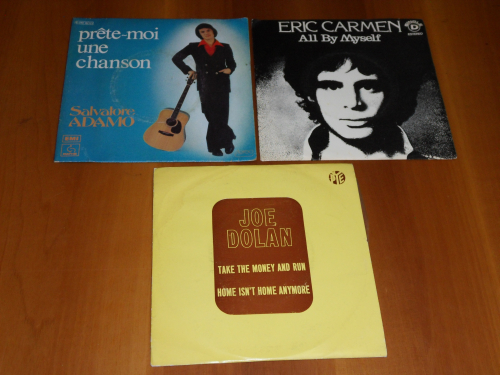 prête-moi
une
chanson
Salvatore
ADAMO
ERIC CARMEN
All By Myself
D
PYE
JOE
DOLAN
TAKE THE MONEY AND RUN
HOME ISN'T HOME ANYMORE